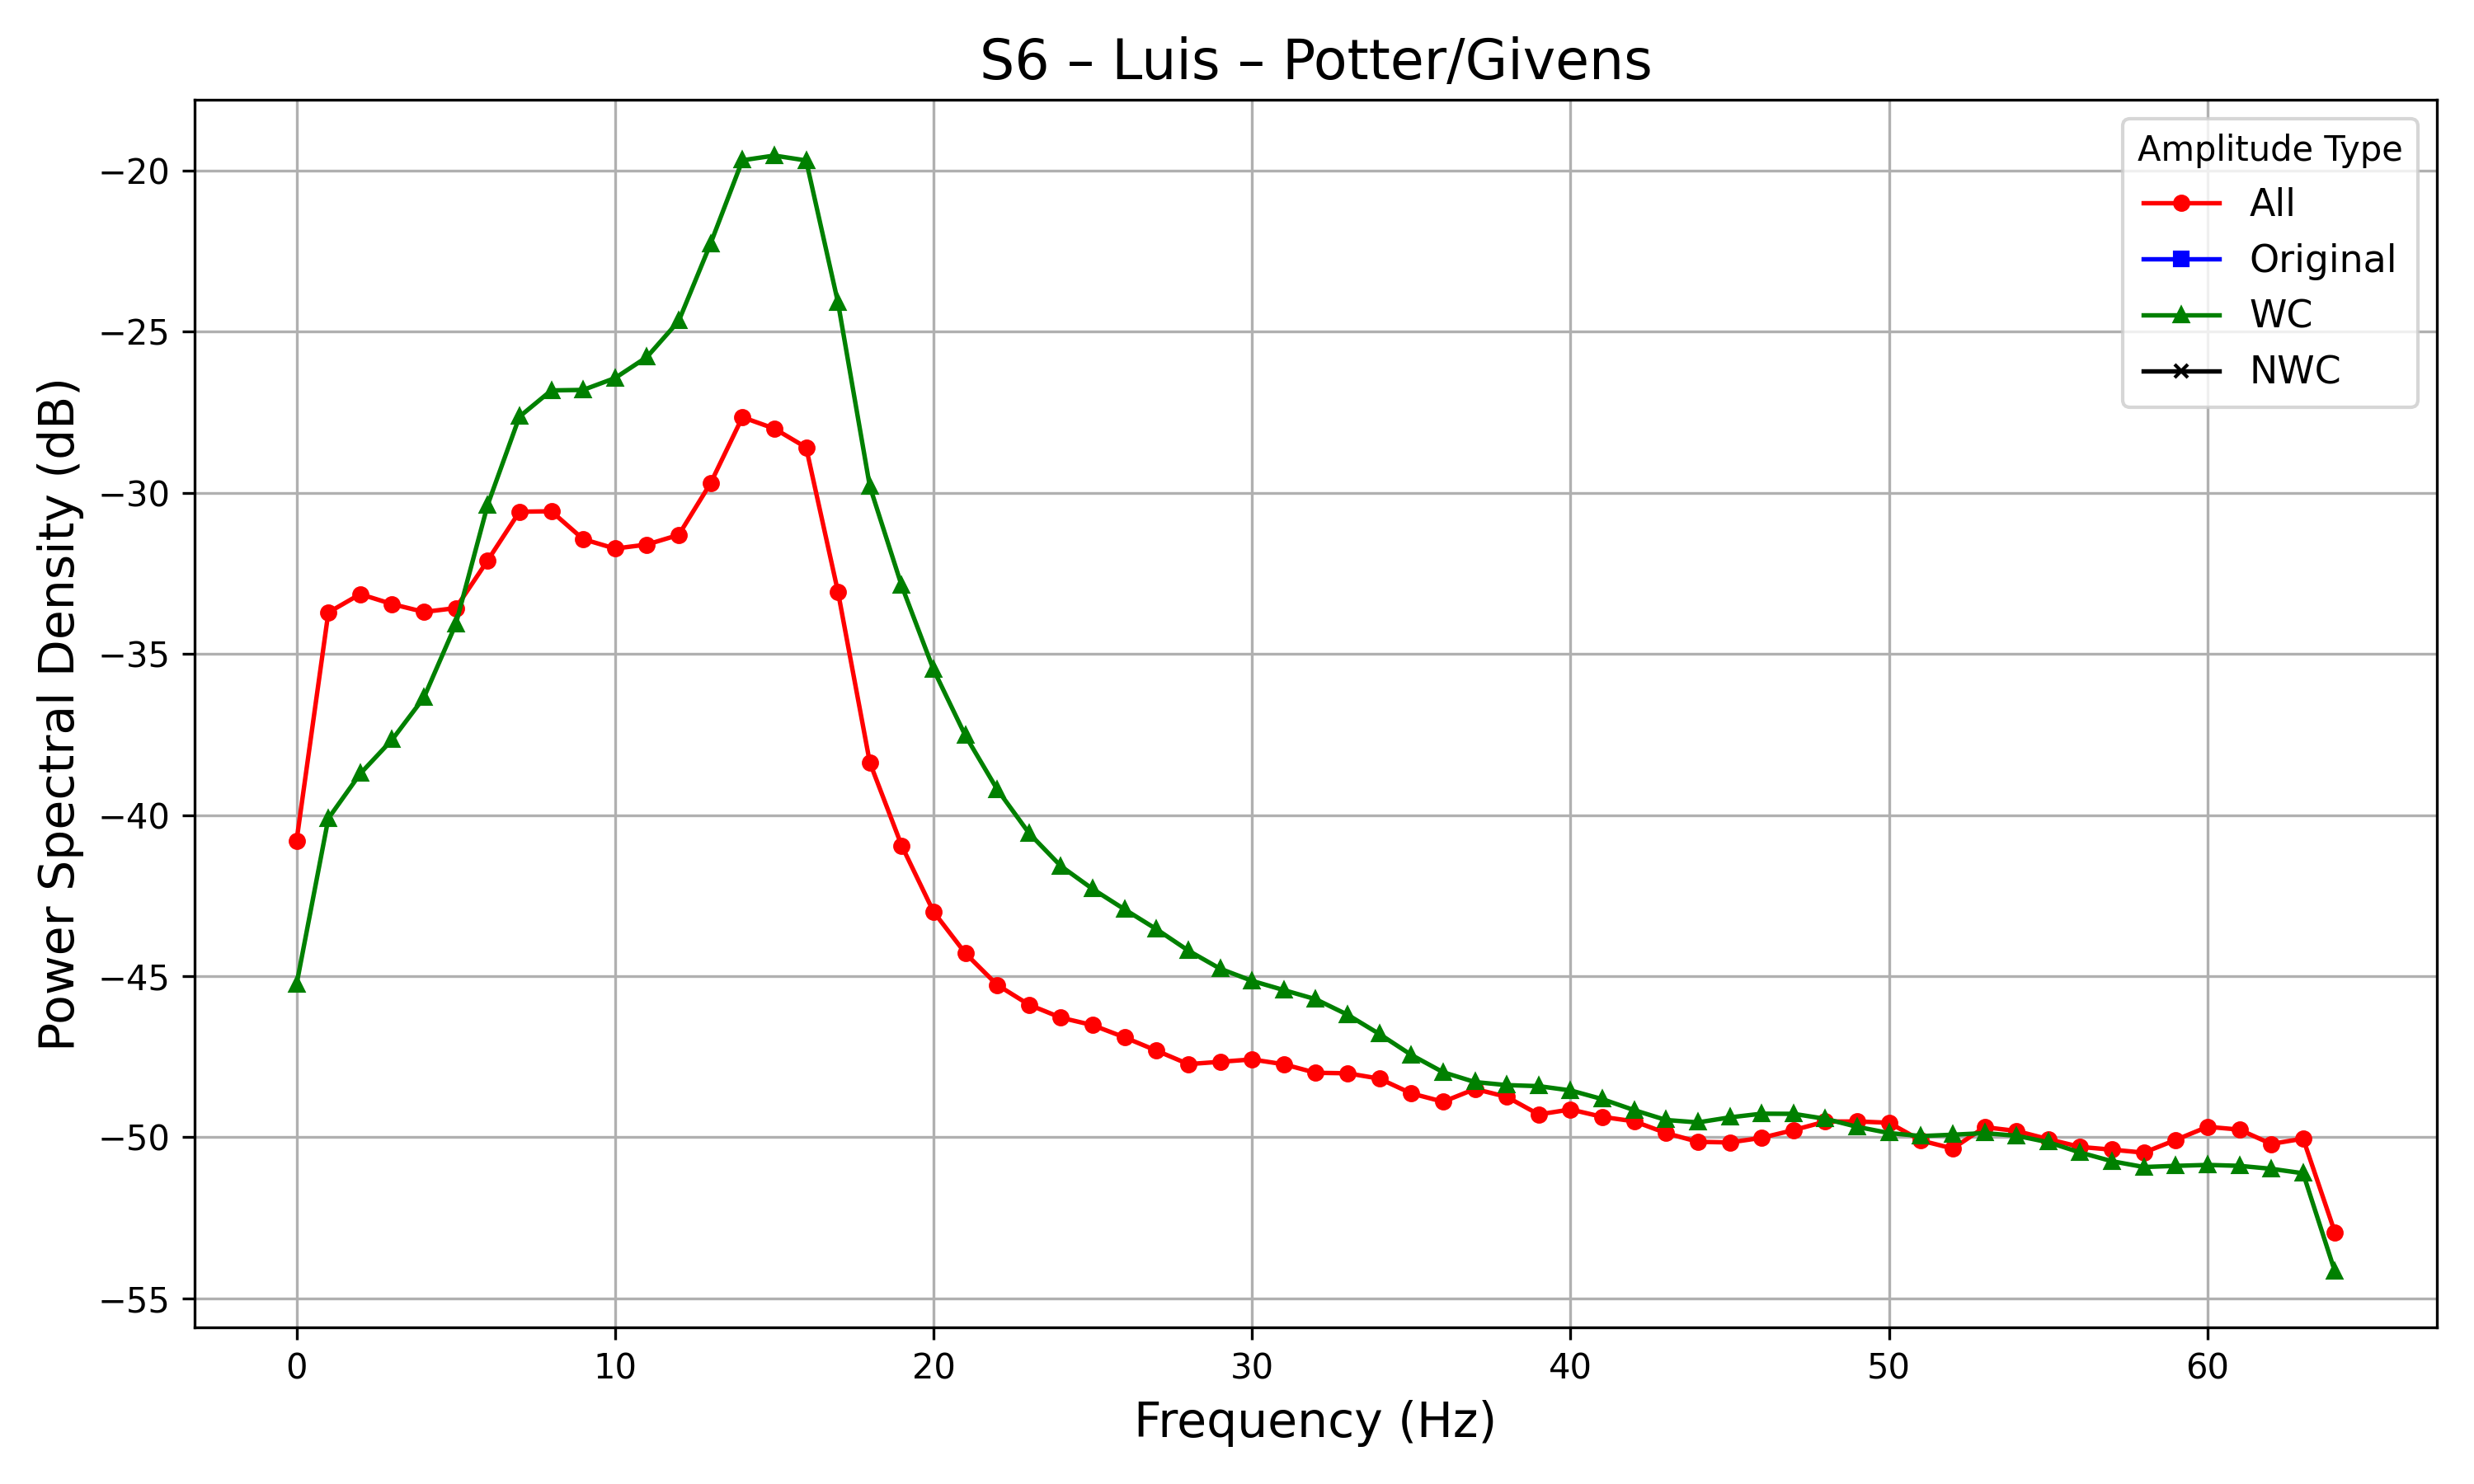 S6 – Luis – Potter/Givens
Amplitude Type
All
Original
WC
NWC
Power Spectral Density (dB)
−20
−25
−30
−35
−40
−45
−50
−55
0 10 20 30 40 50 60
Frequency (Hz)